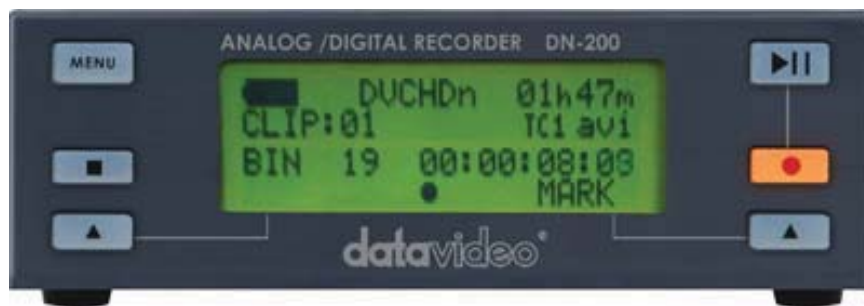 MENU
ANALOG /DIGITAL RECORDER DN-200
DVCHDn 01h47m
CLIP:01 TC1 avi
BIN 19 00:00:08:09
MARK
datavideo